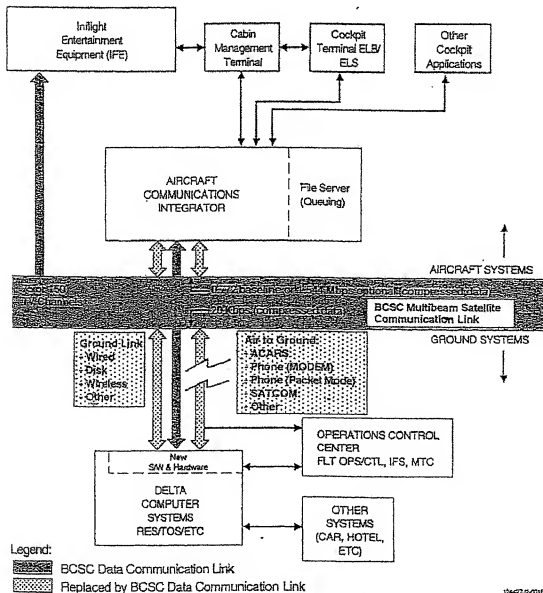 Inflight
Entertainment
Equipment (IFE)
Cabin
Management
Terminal
Cockpit
Terminal ELB/
ELS
Other
Cockpit
Applications
AIRCRAFT
COMMUNICATIONS
INTEGRATOR
File Server
(Queuing)
AIRCRAFT SYSTEMS
(compressed data)
BCSC Multibeam Satellite
Communication Link
GROUND SYSTEMS
Ground Link
- Wired
- Disk
- Wireless
- Other
Air to Ground:
- ACARS
- Phone (MODEM)
- Phone (Packet Mode)
- SATCOM
- Other
New
S/W & Hardware
DELTA
COMPUTER
SYSTEMS
RES/TOS/ETC
OPERATIONS CONTROL
CENTER
FLT OPS/CTL, IFS, MTC
OTHER
SYSTEMS
(CAR, HOTEL,
ETC)
Legend:
BCSC Data Communication Link
Replaced by BCSC Data Communication Link